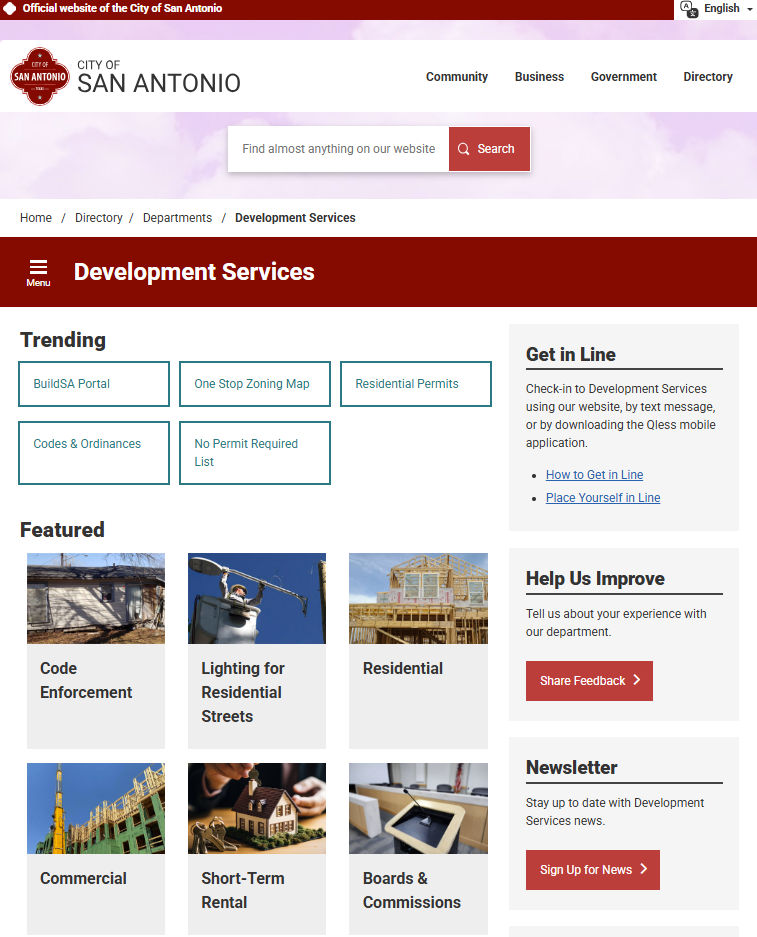 Official website of the City of San Antonio
English
CITY OF
SAN ANTONIO
TEXAS
CITY OF
SAN ANTONIO
Community
Business
Government
Directory
Find almost anything on our website
Search
Home / Directory / Departments / Development Services
Menu
Development Services
Trending
BuildSA Portal
One Stop Zoning Map
Residential Permits
Codes & Ordinances
No Permit Required
List
Featured
Code
Enforcement
Lighting for
Residential
Streets
Residential
Commercial
Short-Term
Rental
Boards &
Commissions
Get in Line
Check-in to Development Services
using our website, by text message,
or by downloading the Qless mobile
application.
How to Get in Line
Place Yourself in Line
Help Us Improve
Tell us about your experience with
our department.
Share Feedback
Newsletter
Stay up to date with Development
Services news.
Sign Up for News